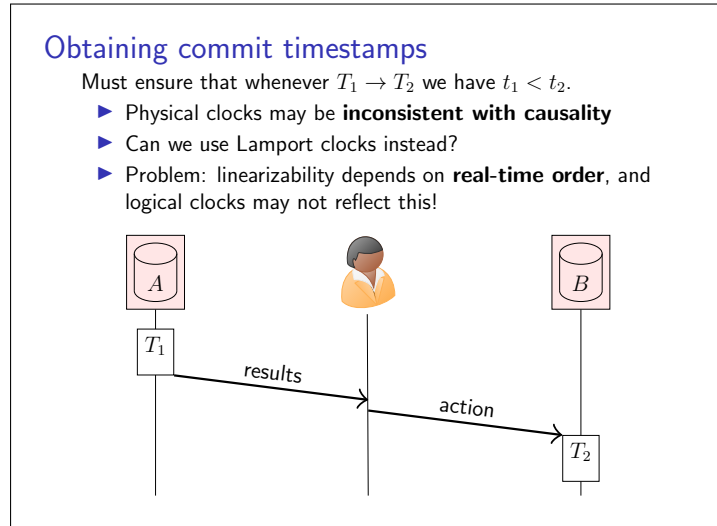 Obtaining commit timestamps
Must ensure that whenever T₁ → T₂ we have t₁ < t₂.
▶ Physical clocks may be inconsistent with causality
▶ Can we use Lamport clocks instead?
▶ Problem: linearizability depends on real-time order, and
logical clocks may not reflect this!
A
B
T₁
results
action
T₂